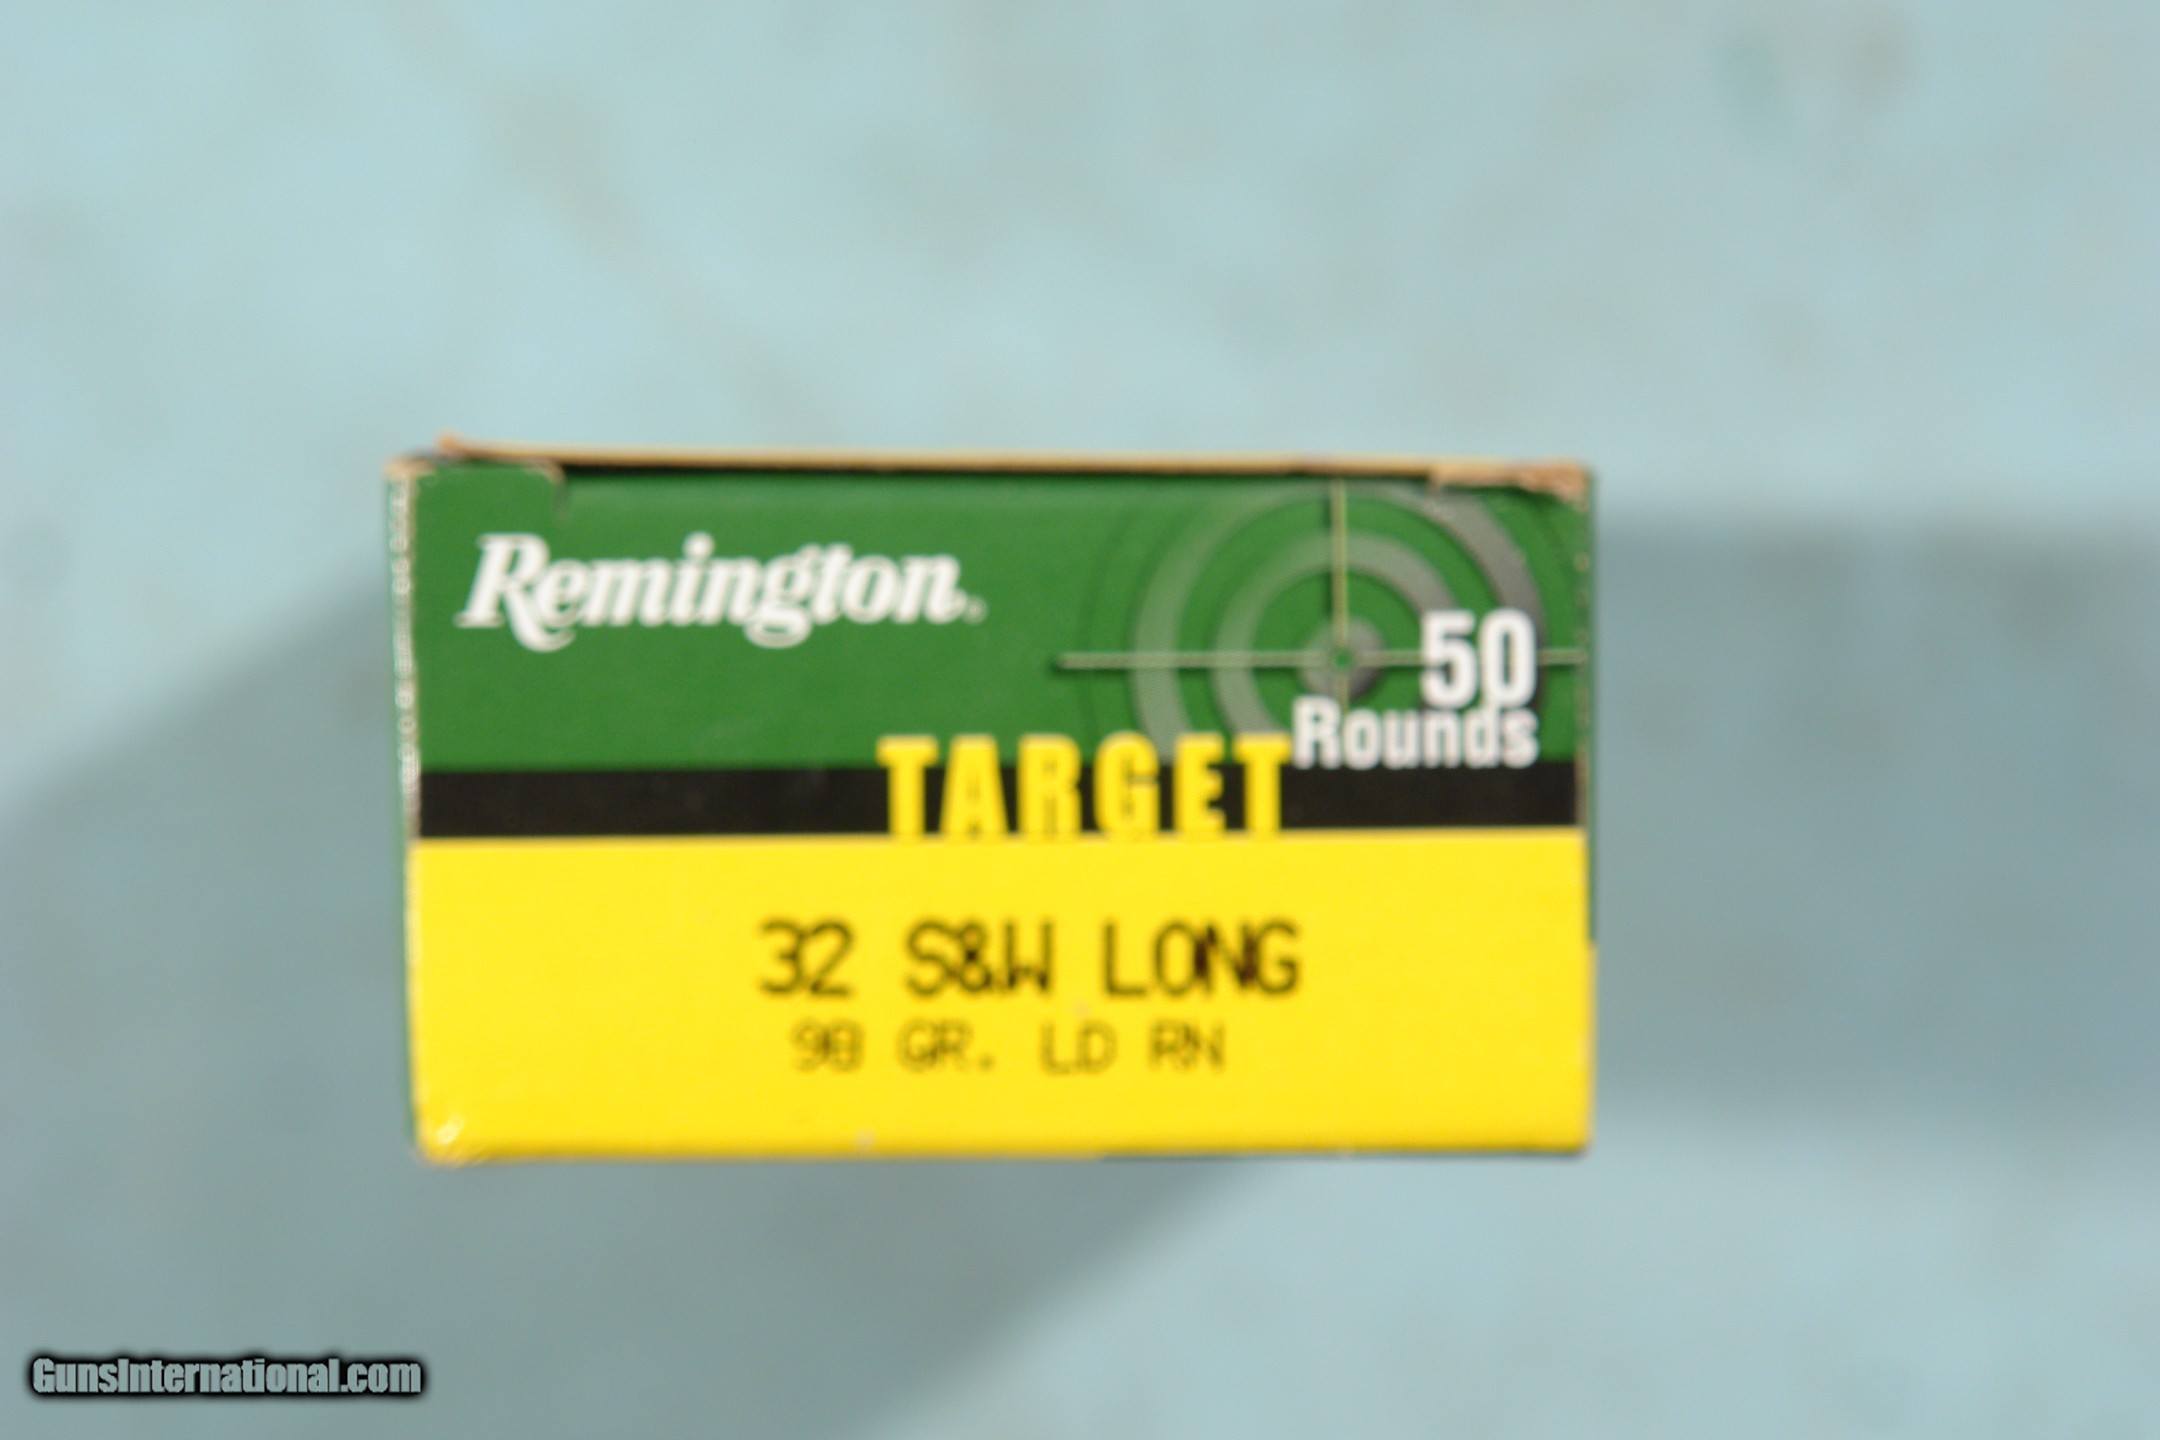 Remington
50
Rounds
TARGET
32 S&W LONG
98 GR. LD RN
GunsInternational.com